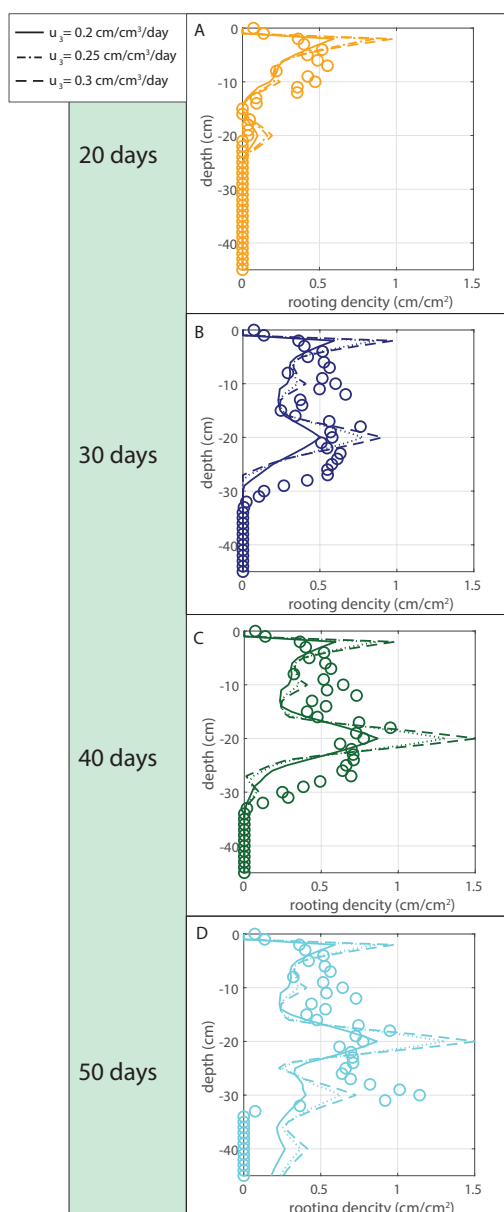 u3= 0.2 cm/cm³/day
u3= 0.25 cm/cm³/day
u3= 0.3 cm/cm³/day
20 days
A
0
-10
-20
-30
-40
depth (cm)
0 0.5 1 1.5
rooting dencity (cm/cm²)
30 days
B
0
-10
-20
-30
-40
depth (cm)
0 0.5 1 1.5
rooting dencity (cm/cm²)
40 days
C
0
-10
-20
-30
-40
depth (cm)
0 0.5 1 1.5
rooting dencity (cm/cm²)
50 days
D
0
-10
-20
-30
-40
depth (cm)
0 0.5 1 1.5
rooting dencity (cm/cm²)